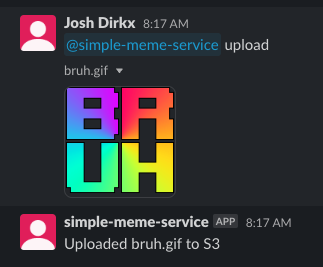 Josh Dirkx 8:17 AM
@simple-meme-service upload
bruh.gif
BA
UH
simple-meme-service APP 8:17 AM
Uploaded bruh.gif to S3